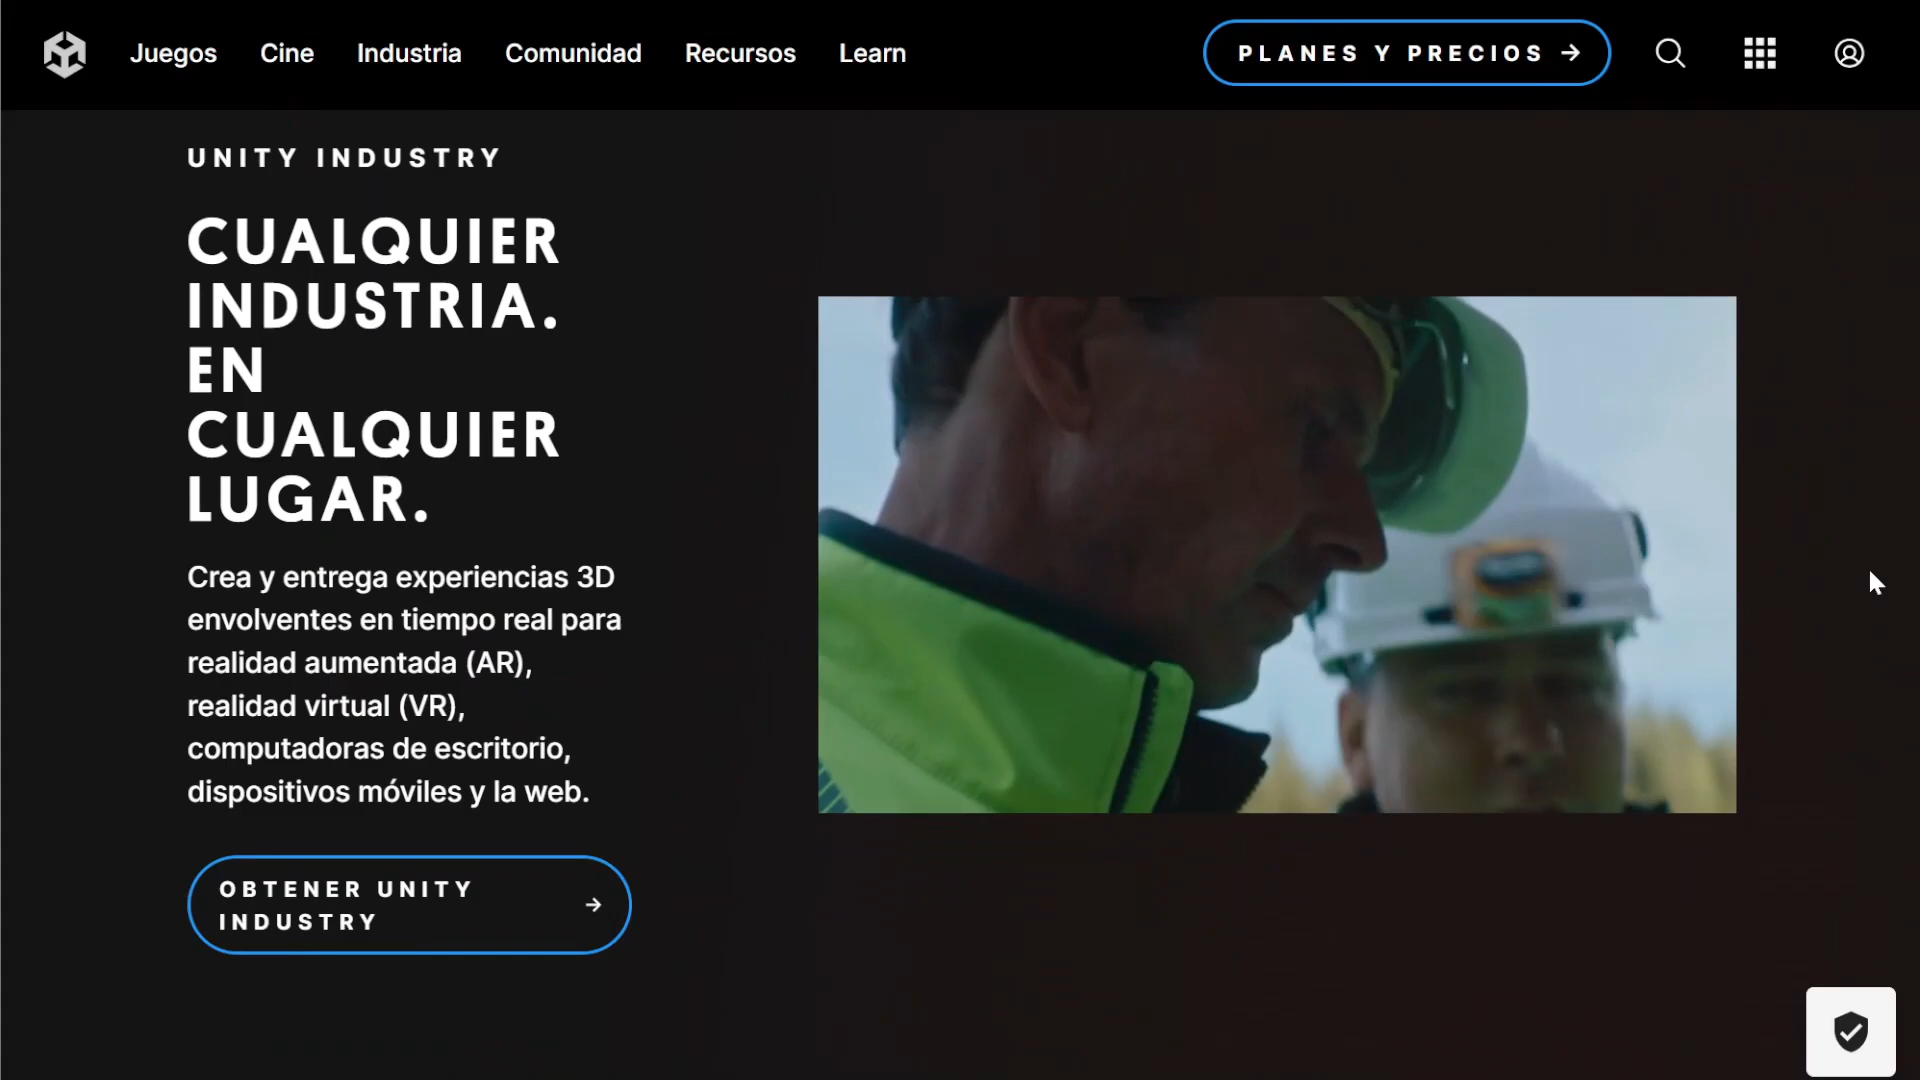 Juegos Cine Industria Comunidad Recursos Learn PLANES Y PRECIOS
UNITY INDUSTRY
CUALQUIER
INDUSTRIA.
EN
CUALQUIER
LUGAR.
Crea y entrega experiencias 3D
envolventes en tiempo real para
realidad aumentada (AR),
realidad virtual (VR),
computadoras de escritorio,
dispositivos móviles y la web.
OBTENER UNITY
INDUSTRY